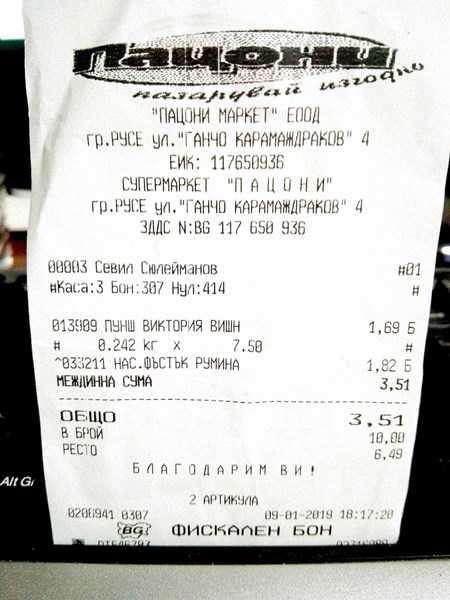 Пацони
пазарувай изгодно
"ПАЦОНИ МАРКЕТ" ЕООД
гр.РУСЕ ул."ГАНЧО КАРАМАЖДРАКОВ" 4
ЕИК: 117650936
СУПЕРМАРКЕТ "П А Ц О Н И"
гр.РУСЕ ул."ГАНЧО КАРАМАЖДРАКОВ" 4
ЗДДС N:BG 117 650 936
00003 Севил Сюлейманов #01
#Каса:3 Бон:307 Нул:414 #
013909 ПУНШ ВИКТОРИЯ ВИШН 1,69 Б
# 0.242 кг x 7.50 #
^033211 НАС.ФЪСТЪК РУМИНА 1,82 Б
МЕЖДИННА СУМА 3,51
ОБЩО 3,51
В БРОЙ 10,00
РЕСТО 6,49
Б Л А Г О Д А Р И М В И !
2 АРТИКУЛА
0206941 0307 09-01-2019 18:17:20
BG ФИСКАЛЕН БОН
Alt Gr